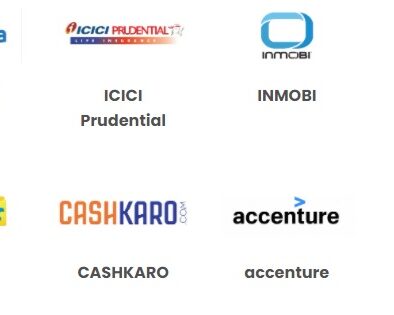 ICICI PRUDENTIAL
LIFE INSURANCE
INMOBI
ICICI
Prudential
INMOBI
CASHKARO.COM
accenture
CASHKARO
accenture